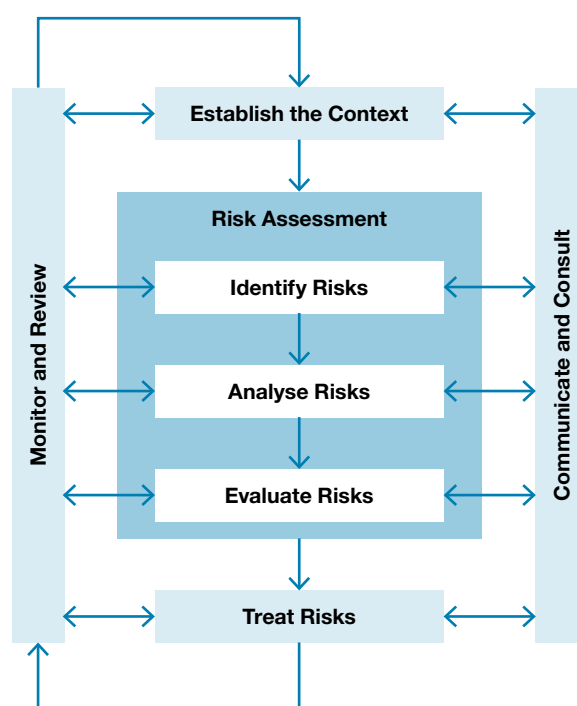 Establish the Context
Risk Assessment
Identify Risks
Analyse Risks
Evaluate Risks
Treat Risks
Monitor and Review
Communicate and Consult